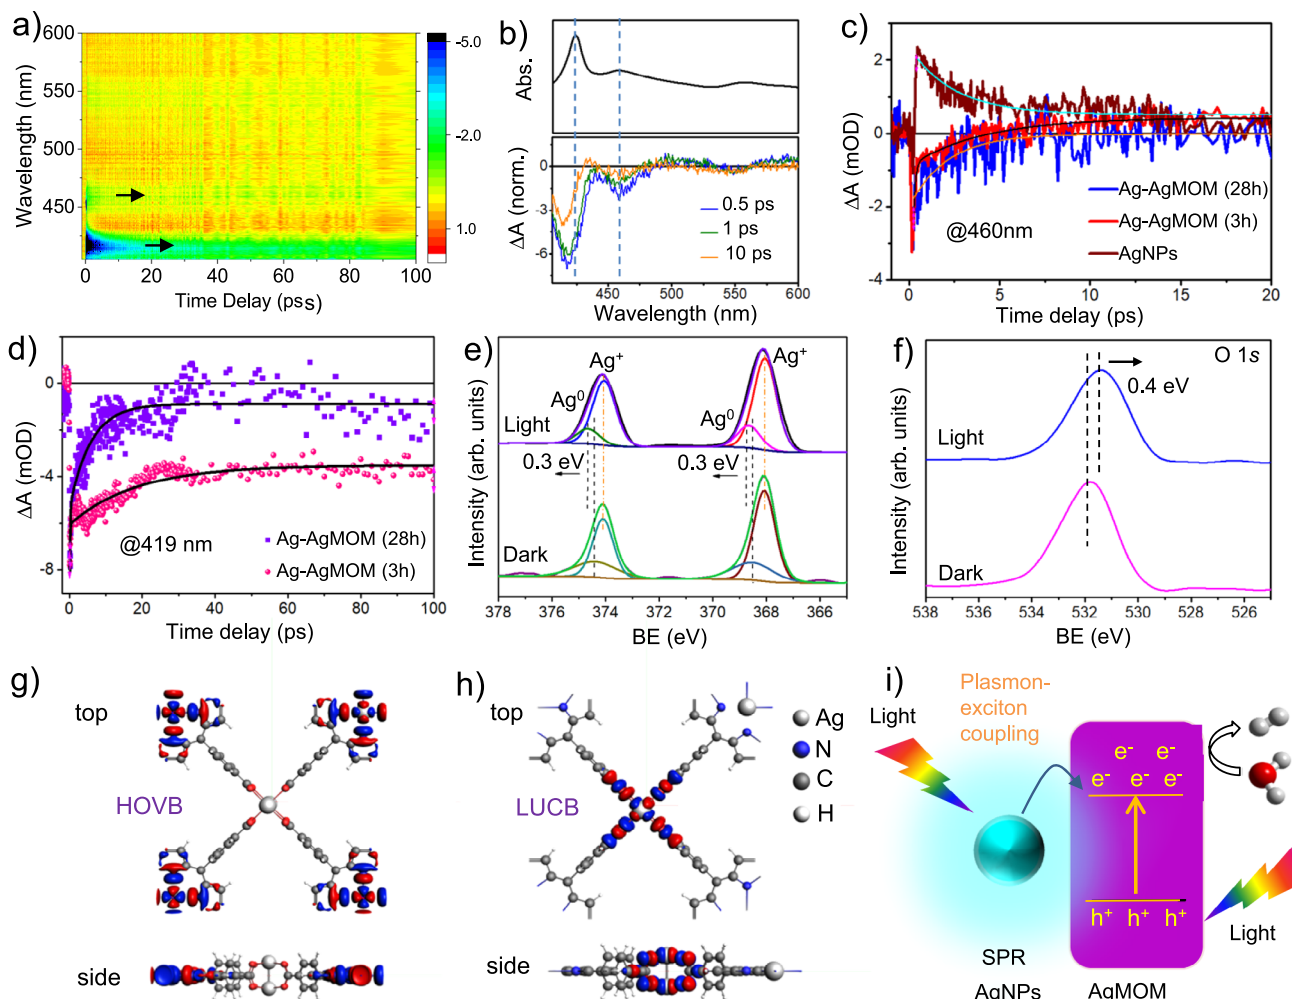 a)
600
550
500
450
Wavelength (nm)
0 20 40 60 80 100
Time Delay (pss)
-5.0
-2.0
1.0
b)
Abs.
ΔA (norm.)
0
-3
-6
0.5 ps
1 ps
10 ps
450 500 550 600
Wavelength (nm)
c)
ΔA (mOD)
2
0
-2
-4
@460nm
Ag-AgMOM (28h)
Ag-AgMOM (3h)
AgNPs
0 5 10 15 20
Time delay (ps)
d)
ΔA (mOD)
0
-4
-8
@419 nm
Ag-AgMOM (28h)
Ag-AgMOM (3h)
0 20 40 60 80 100
Time delay (ps)
e)
Intensity (arb. units)
Ag⁺
Ag⁺
Ag⁰
Ag⁰
Light
0.3 eV
0.3 eV
Dark
378 376 374 372 370 368 366
BE (eV)
f)
O 1s
0.4 eV
Intensity (arb. units)
Light
Dark
538 536 534 532 530 528 526
BE (eV)
g)
top
HOVB
side
h)
top
LUCB
side
Ag
N
C
H
i)
Plasmon-
exciton
coupling
Light
e⁻ e⁻
e⁻ e⁻ e⁻
h⁺ h⁺ h⁺
Light
SPR
AgNPs
AgMOM